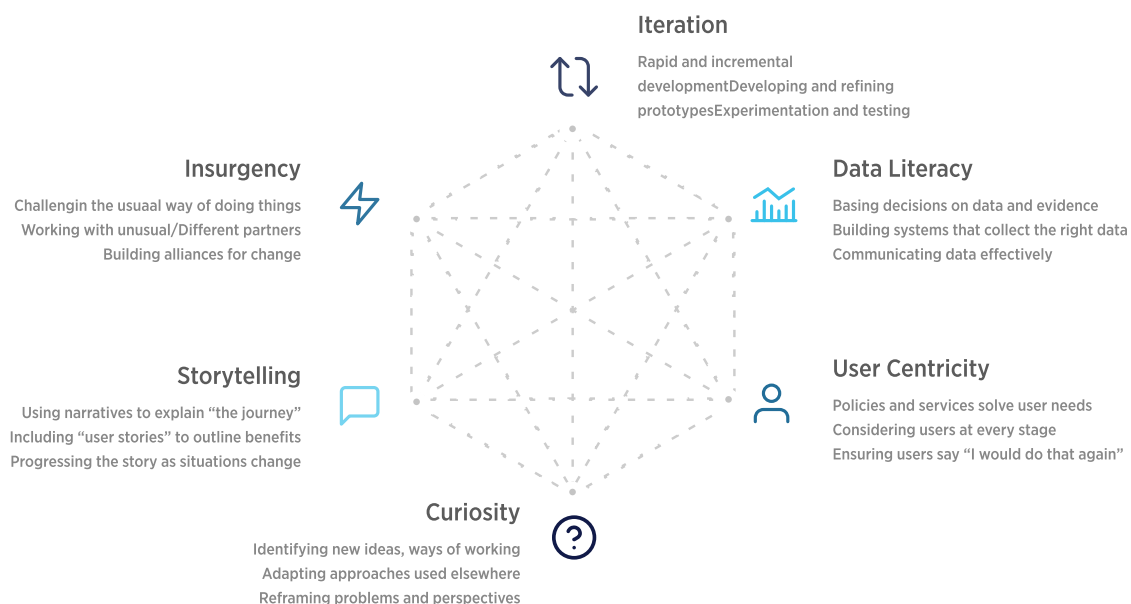 Iteration
Rapid and incremental
developmentDeveloping and refining
prototypesExperimentation and testing
Insurgency
Challengin the usuaal way of doing things
Working with unusual/Different partners
Building alliances for change
Data Literacy
Basing decisions on data and evidence
Building systems that collect the right data
Communicating data effectively
Storytelling
Using narratives to explain “the journey”
Including “user stories” to outline benefits
Progressing the story as situations change
User Centricity
Policies and services solve user needs
Considering users at every stage
Ensuring users say “I would do that again”
Curiosity
Identifying new ideas, ways of working
Adapting approaches used elsewhere
Reframing problems and perspectives